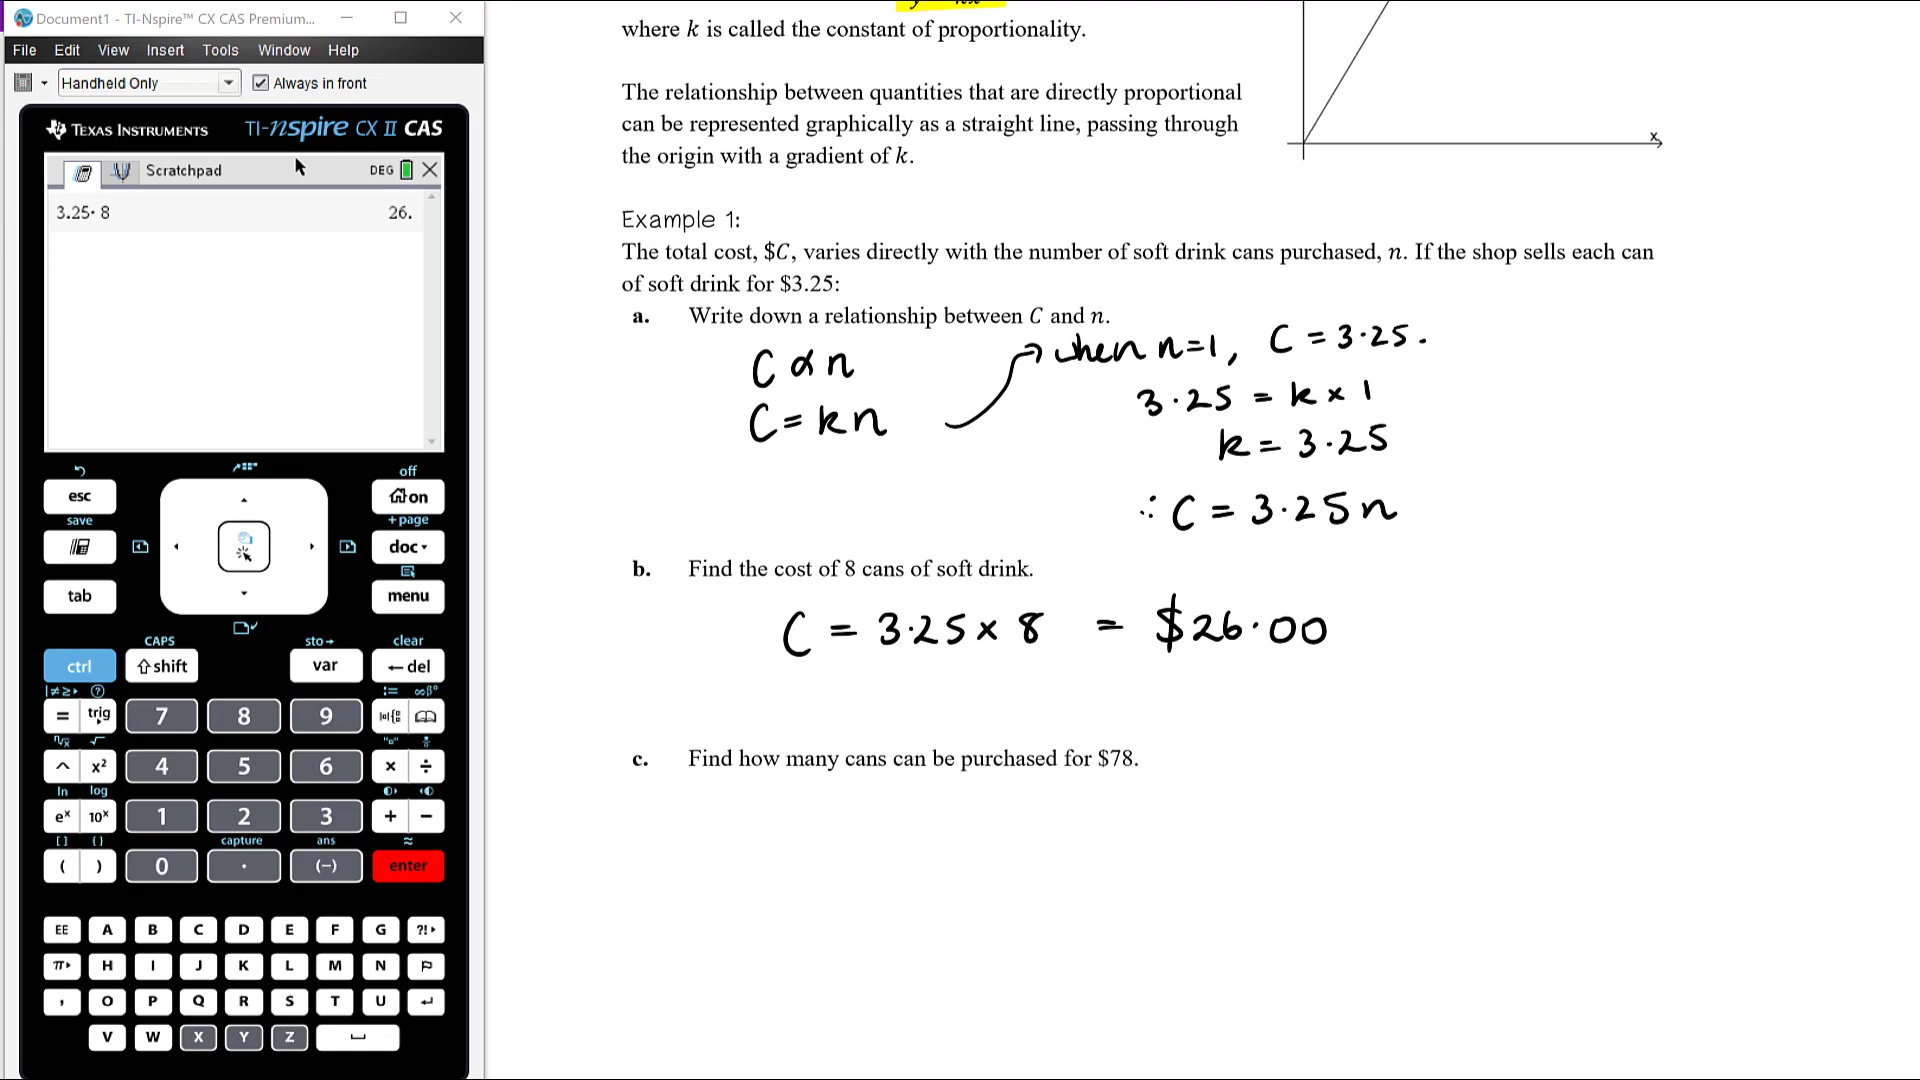 Document1 - TI-Nspire™ CX CAS Premium...
File Edit View Insert Tools Window Help
Handheld Only Always in front
TEXAS INSTRUMENTS TI-nspire CX II CAS
Scratchpad DEG
3.25·8 26.
off
esc on
save +page
doc
tab menu
CAPS sto→ clear
ctrl ⇧shift var ←del
= trig 7 8 9
^ x² 4 5 6 × ÷
ln log
eˣ 10ˣ 1 2 3 + −
[] {} capture ans ≈
( ) 0 . (−) enter
EE A B C D E F G ?!
π H I J K L M N
, O P Q R S T U
V W X Y Z
where k is called the constant of proportionality.
The relationship between quantities that are directly proportional
can be represented graphically as a straight line, passing through
the origin with a gradient of k.
x
Example 1:
The total cost, $C, varies directly with the number of soft drink cans purchased, n. If the shop sells each can
of soft drink for $3.25:
a. Write down a relationship between C and n.
C ∝ n
C = kn
when n=1, C = 3.25.
3.25 = k × 1
k = 3.25
∴ C = 3.25n
b. Find the cost of 8 cans of soft drink.
C = 3.25 × 8 = $26.00
c. Find how many cans can be purchased for $78.